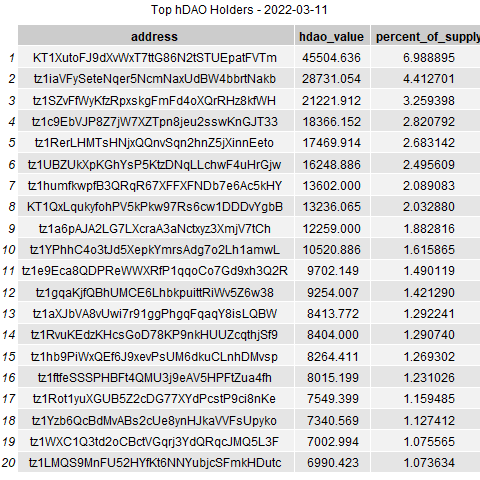 Top hDAO Holders - 2022-03-11
address hdao_value percent_of_supply
1 KT1XutoFJ9dXvWxT7ttG86N2tSTUEpatFVTm 45504.636 6.988895
2 tz1iaVFySeteNqer5NcmNaxUdBW4bbrtNakb 28731.054 4.412701
3 tz1SZvFfWyKfzRpxskgFmFd4oXQrRHz8kfWH 21221.912 3.259398
4 tz1c9EbVJP8Z7jW7XZTpn8jeu2sswKnGJT33 18366.152 2.820792
5 tz1RerLHMTsHNjxQQnvSqn2hnZ5jXinnEeto 17469.914 2.683142
6 tz1UBZUkXpKGhYsP5KtzDNqLLchwF4uHrGjw 16248.886 2.495609
7 tz1humfkwpfB3QRqR67XFFXFNDb7e6Ac5kHY 13602.000 2.089083
8 KT1QxLqukyfohPV5kPkw97Rs6cw1DDDvYgbB 13236.065 2.032880
9 tz1a6pAJA2LG7LXcraA3aNctxyz3XmjV7tCh 12259.000 1.882816
10 tz1YPhhC4o3tJd5XepkYmrsAdg7o2Lh1amwL 10520.886 1.615865
11 tz1e9Eca8QDPReWWXRfP1qqoCo7Gd9xh3Q2R 9702.149 1.490119
12 tz1gqaKjfQBhUMCE6LhbkpuittRiWv5Z6w38 9254.007 1.421290
13 tz1aXJbVA8vUwi7r91ggPhgqFqaqY8isLQBW 8413.772 1.292241
14 tz1RvuKEdzKHcsGoD78KP9nkHUUZcqthjSf9 8404.000 1.290740
15 tz1hb9PiWxQEf6J9xevPsUM6dkuCLnhDMvsp 8264.411 1.269302
16 tz1ftfeSSSPHBFt4QMU3j9eAV5HPFtZua4fh 8015.199 1.231026
17 tz1Rot1yuXGUB5Z2cDG77XYdPcstP9ci8nKe 7549.399 1.159485
18 tz1Yzb6QcBdMvABs2cUe8ynHJkaVVFsUpyko 7340.569 1.127412
19 tz1WXC1Q3td2oCBctVGqrj3YdQRqcJMQ5L3F 7002.994 1.075565
20 tz1LMQS9MnFU52HYfKt6NNYubjcSFmkHDutc 6990.423 1.073634